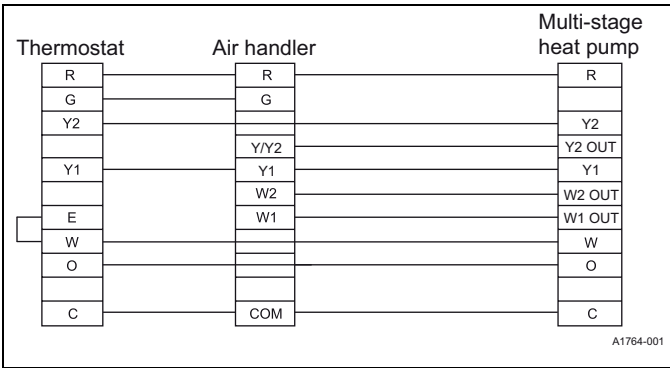 Multi-stage
Thermostat Air handler heat pump
R R R
G G
Y2 Y2
Y/Y2 Y2 OUT
Y1 Y1 Y1
W2 W2 OUT
E W1 W1 OUT
W W
O O
C COM C
A1764-001